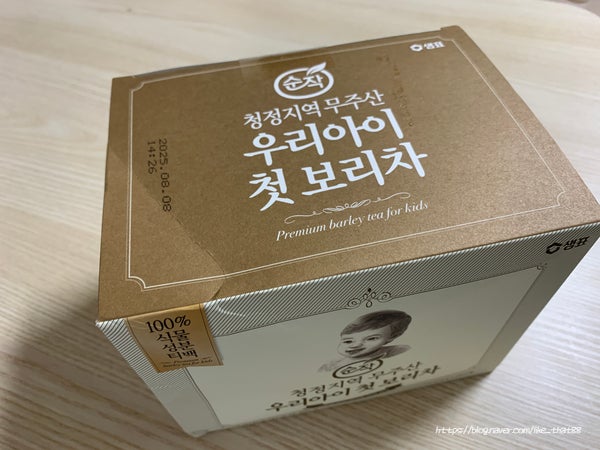 샘표
순작
청정지역 무주산
우리아이
첫 보리차
Premium barley tea for kids
2025.08.08
14:26
샘표
100%
식물
성분
티백
순작
청정지역 무주산
우리아이 첫 보리차
https://blog.naver.com/like_that88